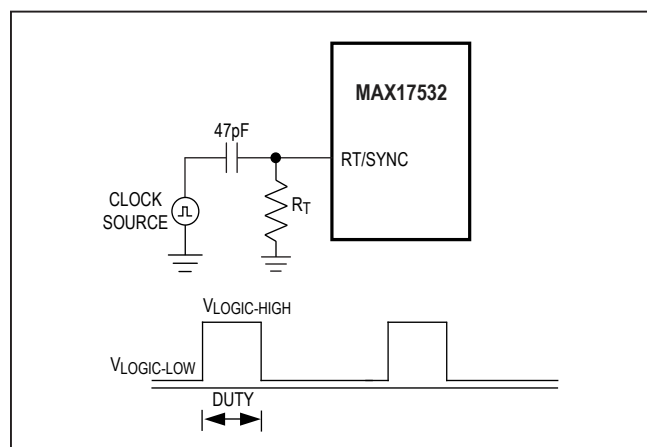 MAX17532
47pF
RT/SYNC
RT
CLOCK
SOURCE
VLOGIC-HIGH
VLOGIC-LOW
DUTY